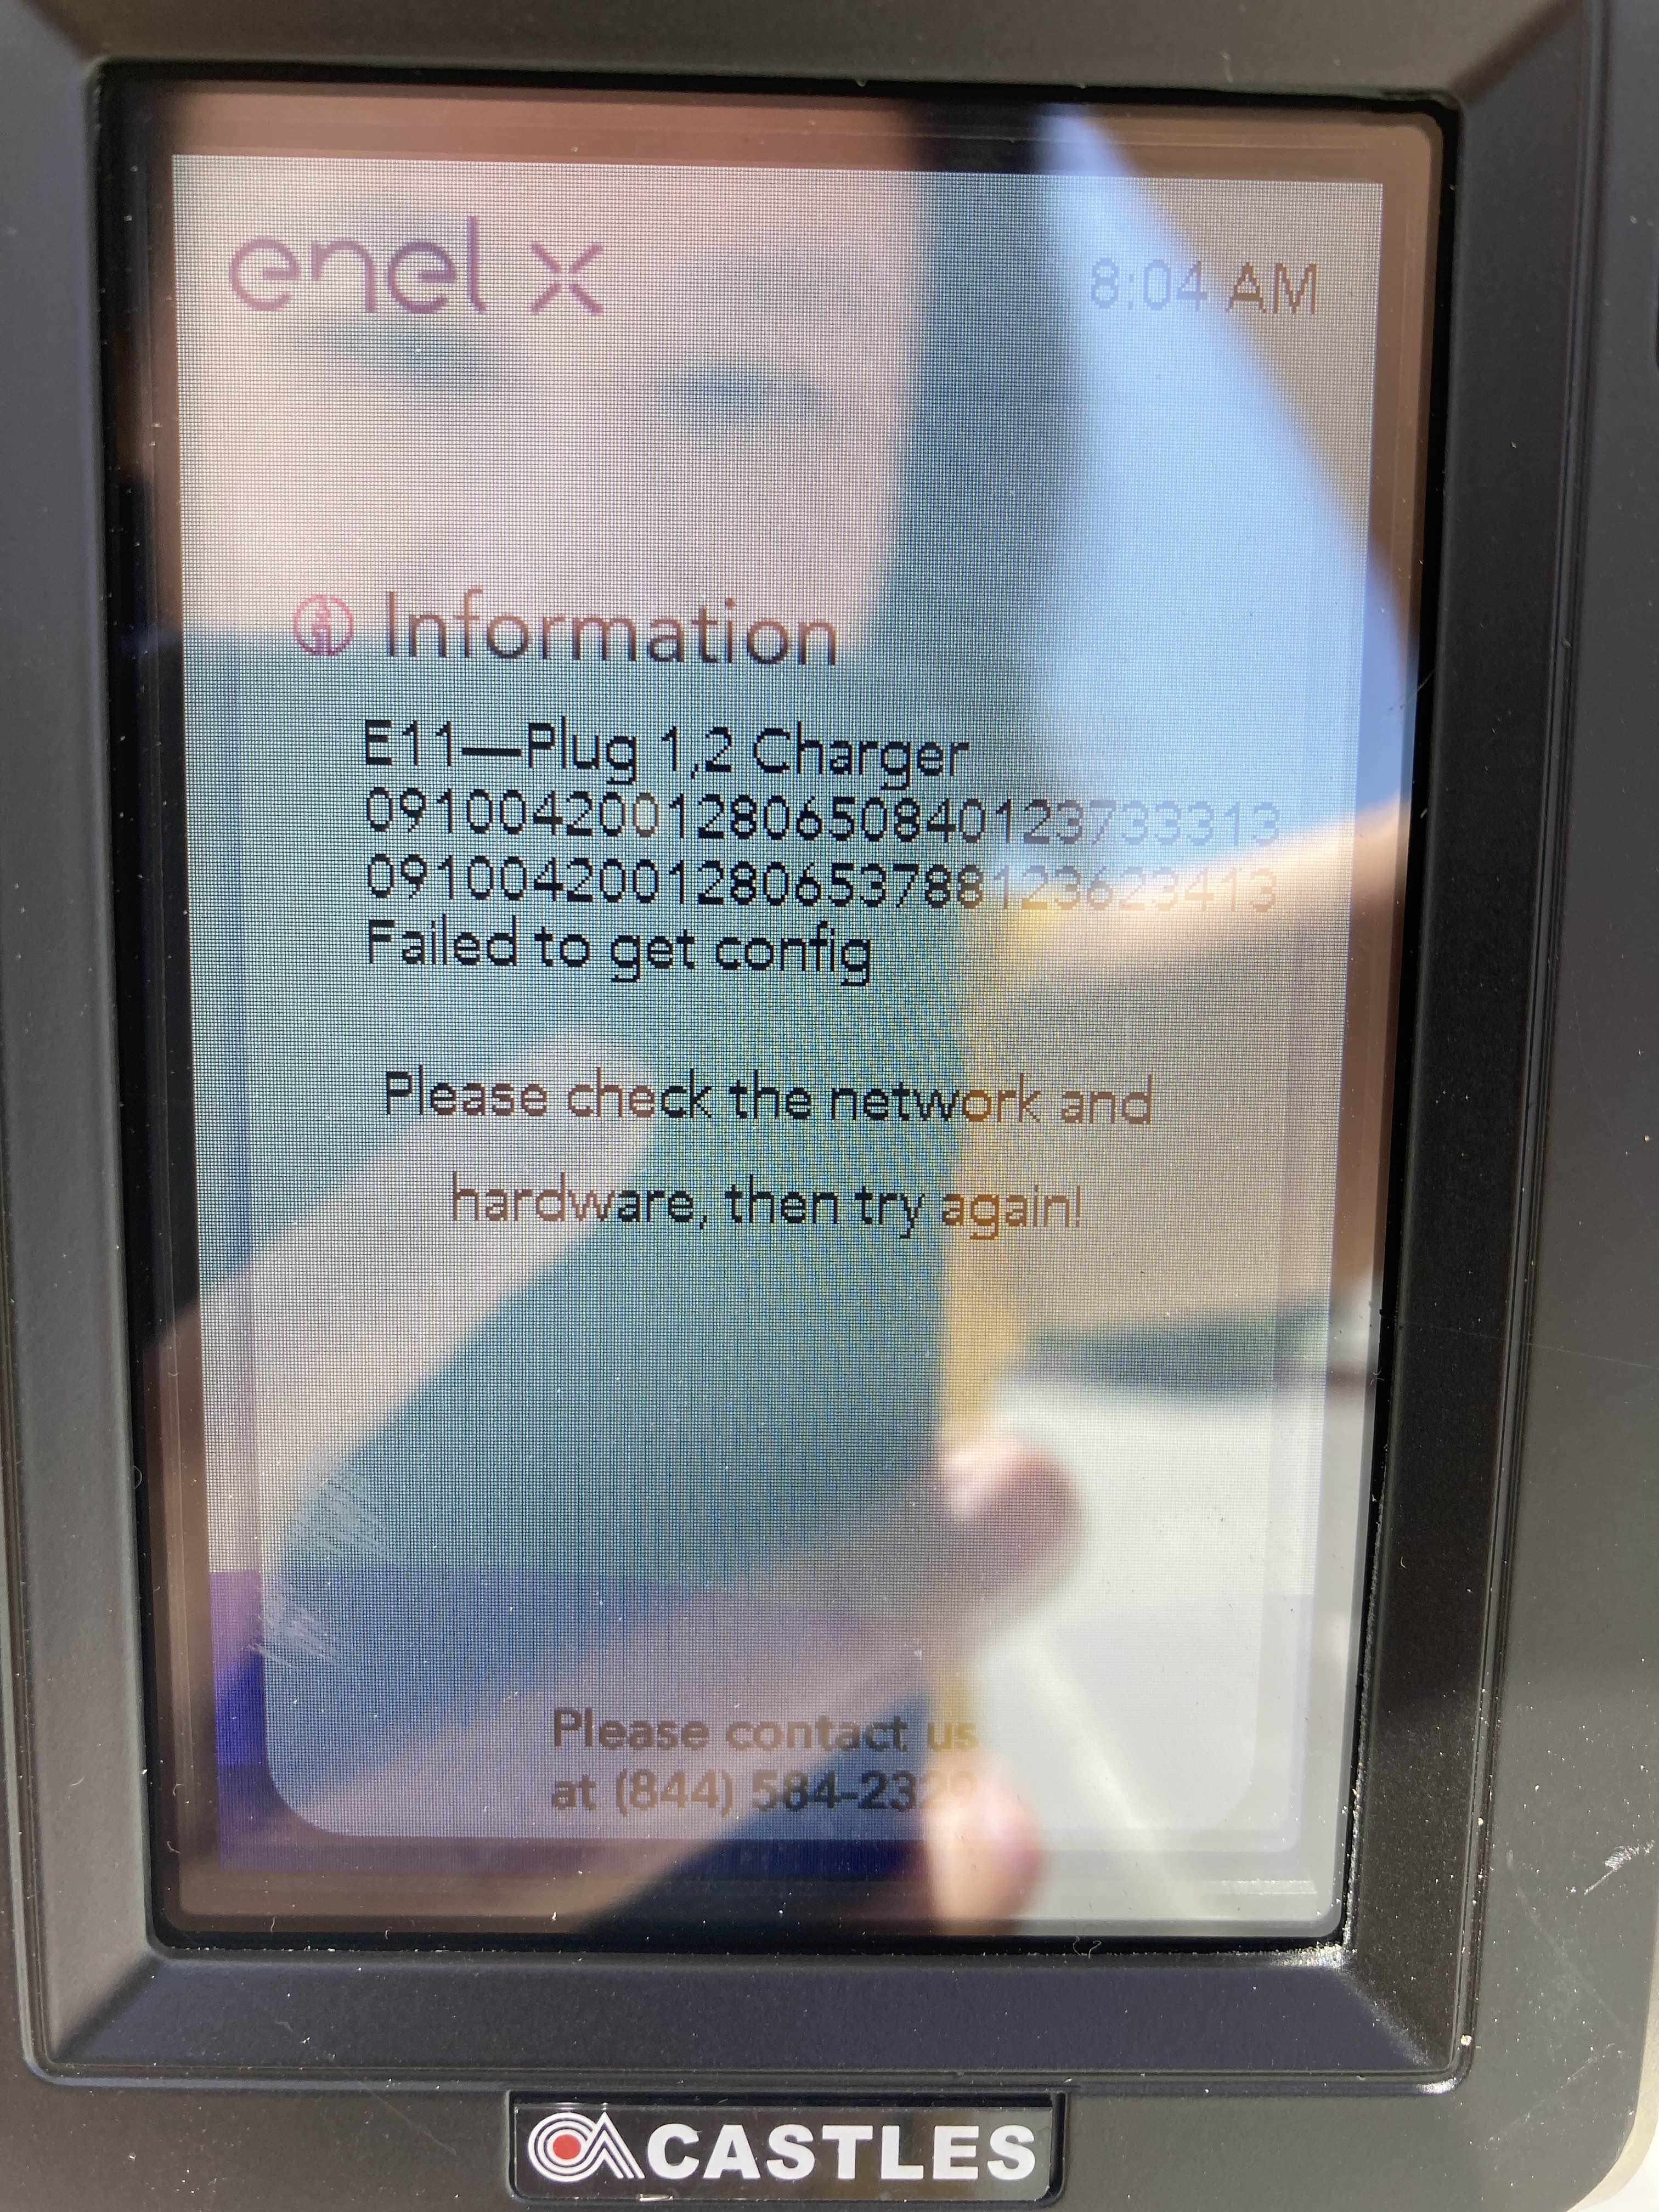 enel x
8:04 AM
Information
E11—Plug 1,2 Charger
0910042001280650840123733313
0910042001280653788123623413
Failed to get config
Please check the network and
hardware, then try again!
Please contact us
at (844) 584-2329
CASTLES